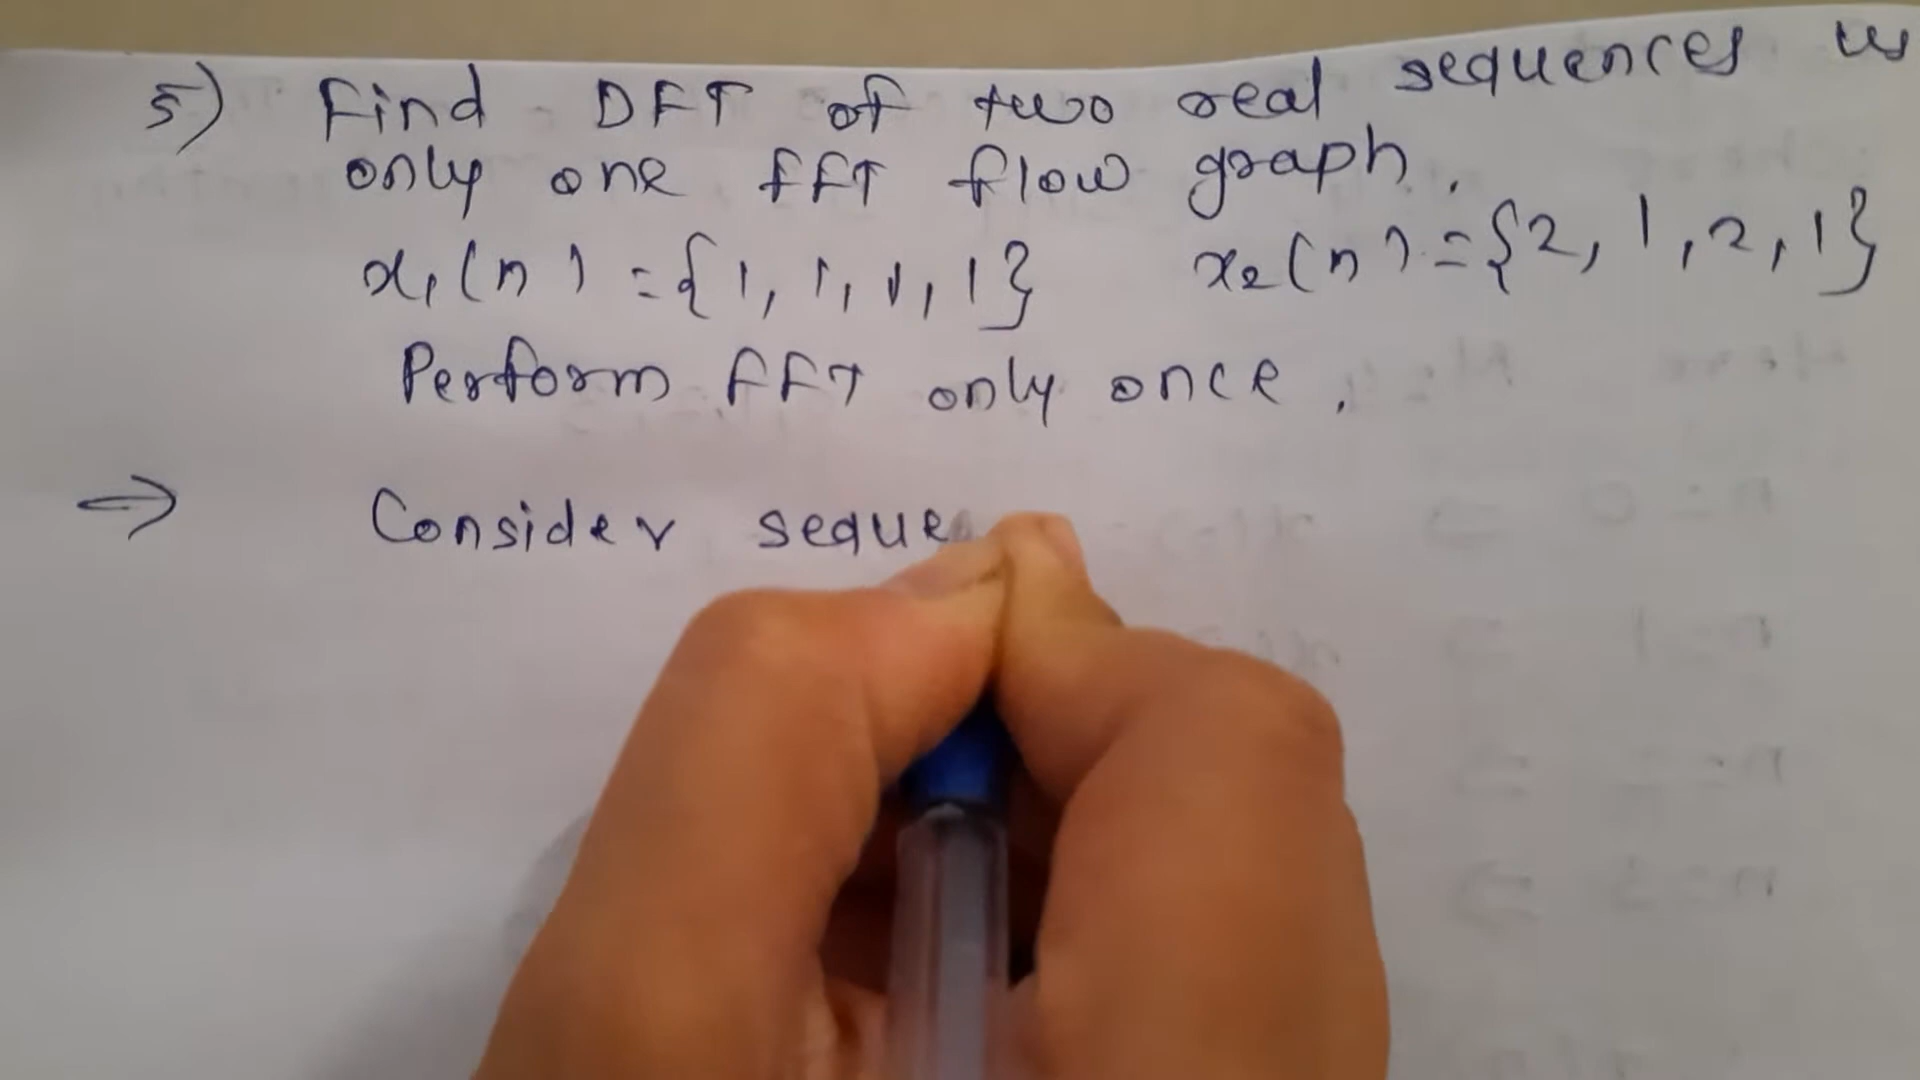 5) Find DFT of two real sequences us
only one FFT flow graph.
x₁(n) = {1, 1, 1, 1} x₂(n) = {2, 1, 2, 1}
Perform FFT only once.
⇒ Consider seque